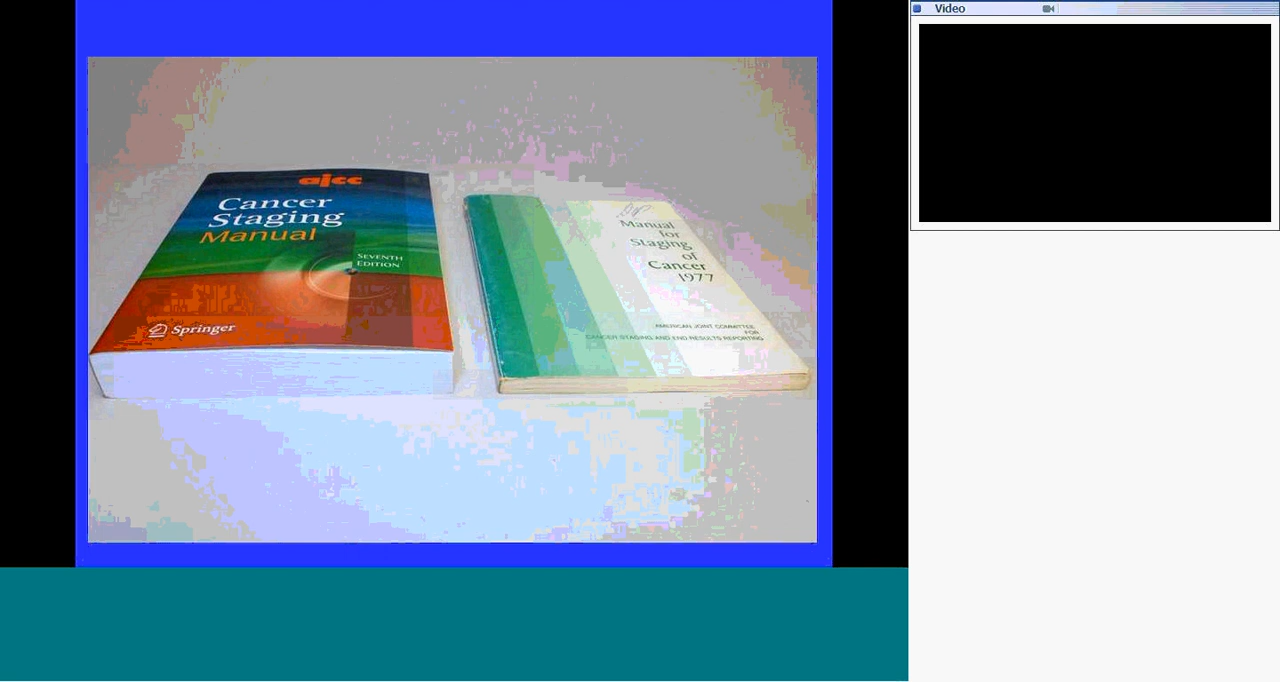 Video
ajcc
Cancer
Staging
Manual
SEVENTH
EDITION
Springer
Manual
for
Staging
of
Cancer
1977
AMERICAN JOINT COMMITTEE
FOR
CANCER STAGING AND END RESULTS REPORTING